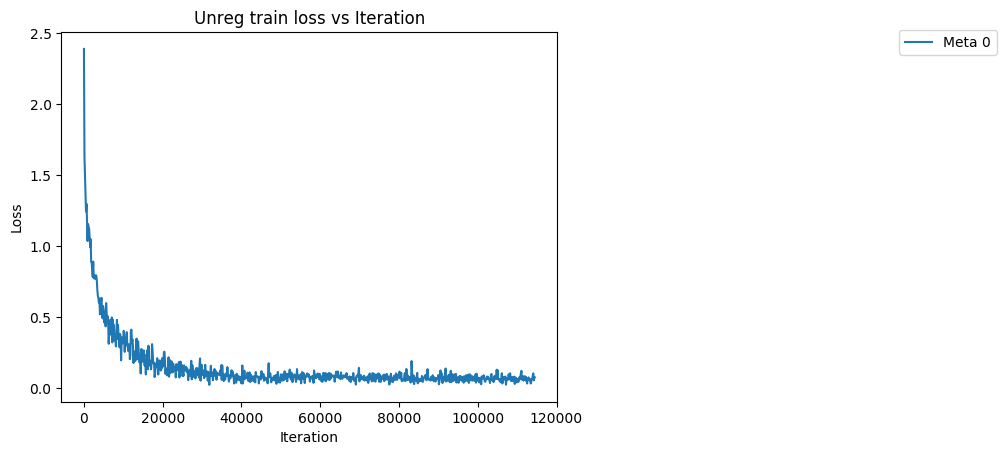 Unreg train loss vs Iteration
Meta 0
2.5
2.0
1.5
1.0
0.5
0.0
Loss
0 20000 40000 60000 80000 100000 120000
Iteration